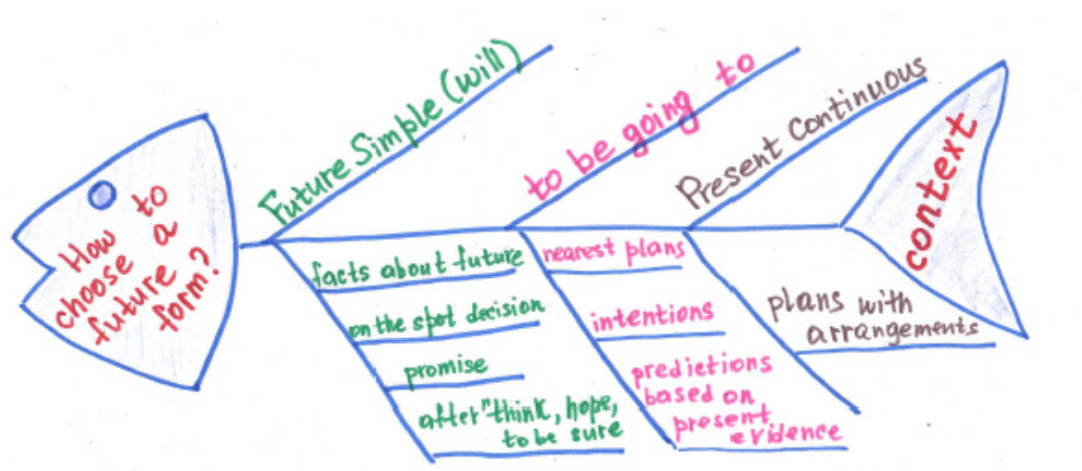 How to
choose a
future
form?
Future Simple (will)
facts about future
on the spot decision
promise
after "think, hope,
to be sure
to be going to
nearest plans
intentions
predictions
based on
present
evidence
Present Continuous
plans with
arrangements
context